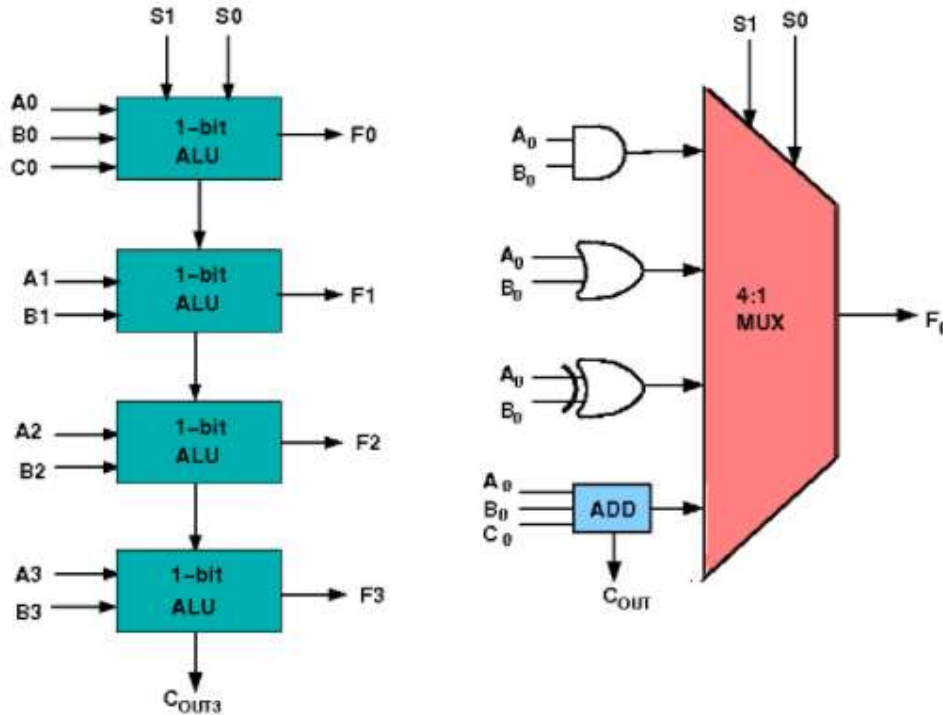 S1 S0
A0
B0
C0
1-bit
ALU
F0
A1
B1
1-bit
ALU
F1
A2
B2
1-bit
ALU
F2
A3
B3
1-bit
ALU
F3
COUT3
S1 S0
A0
B0
A0
B0
A0
B0
A0
B0
C0
ADD
COUT
4:1
MUX